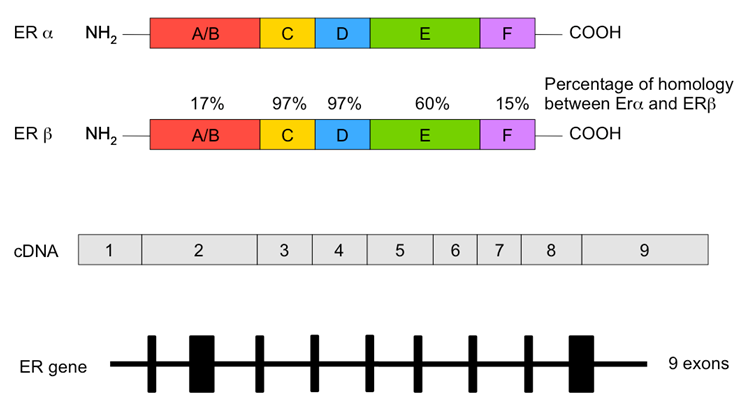 ER α NH2 A/B C D E F COOH
17% 97% 97% 60% 15% Percentage of homology
between Erα and ERβ
ER β NH2 A/B C D E F COOH
cDNA 1 2 3 4 5 6 7 8 9
ER gene 9 exons